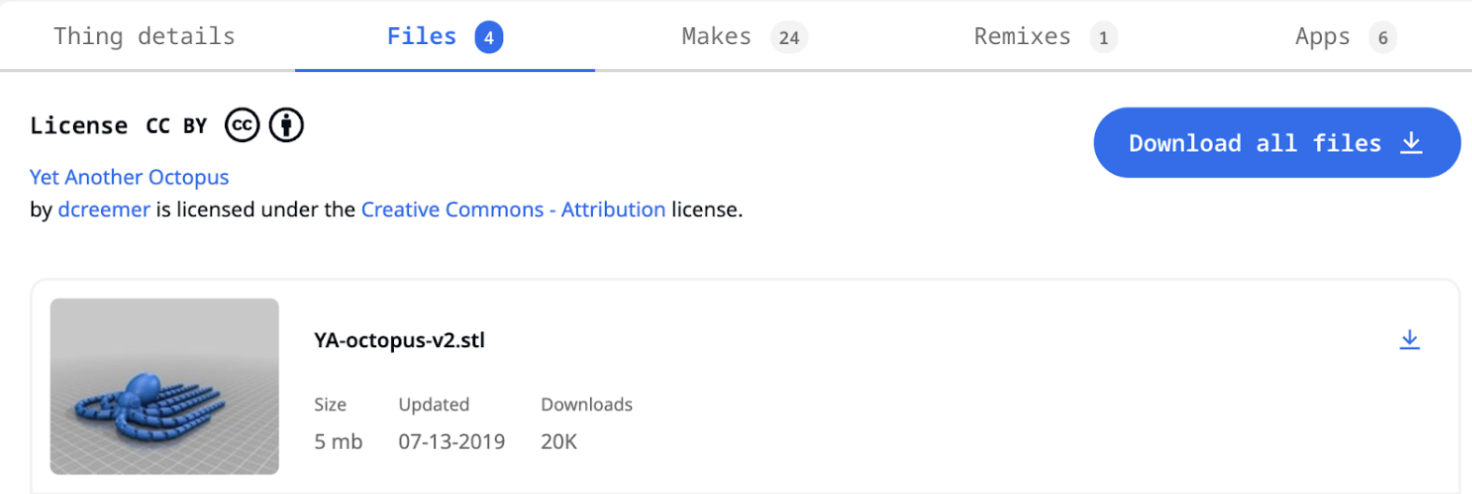 Thing details Files 4 Makes 24 Remixes 1 Apps 6
License CC BY cc
Download all files
Yet Another Octopus
by dcreemer is licensed under the Creative Commons - Attribution license.
YA-octopus-v2.stl
Size Updated Downloads
5 mb 07-13-2019 20K